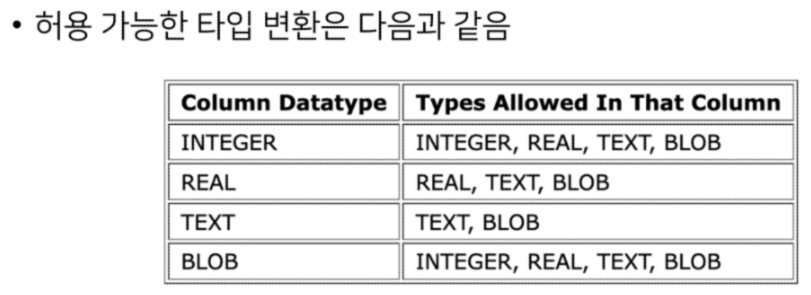 • 허용 가능한 타입 변환은 다음과 같음
Column Datatype Types Allowed In That Column
INTEGER INTEGER, REAL, TEXT, BLOB
REAL REAL, TEXT, BLOB
TEXT TEXT, BLOB
BLOB INTEGER, REAL, TEXT, BLOB